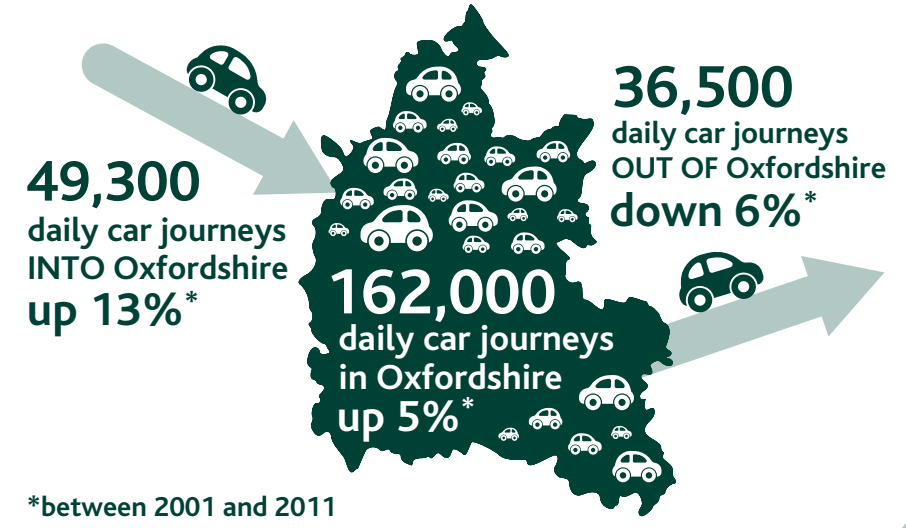 49,300
daily car journeys
INTO Oxfordshire
up 13%*
36,500
daily car journeys
OUT OF Oxfordshire
down 6%*
162,000
daily car journeys
in Oxfordshire
up 5%*
*between 2001 and 2011